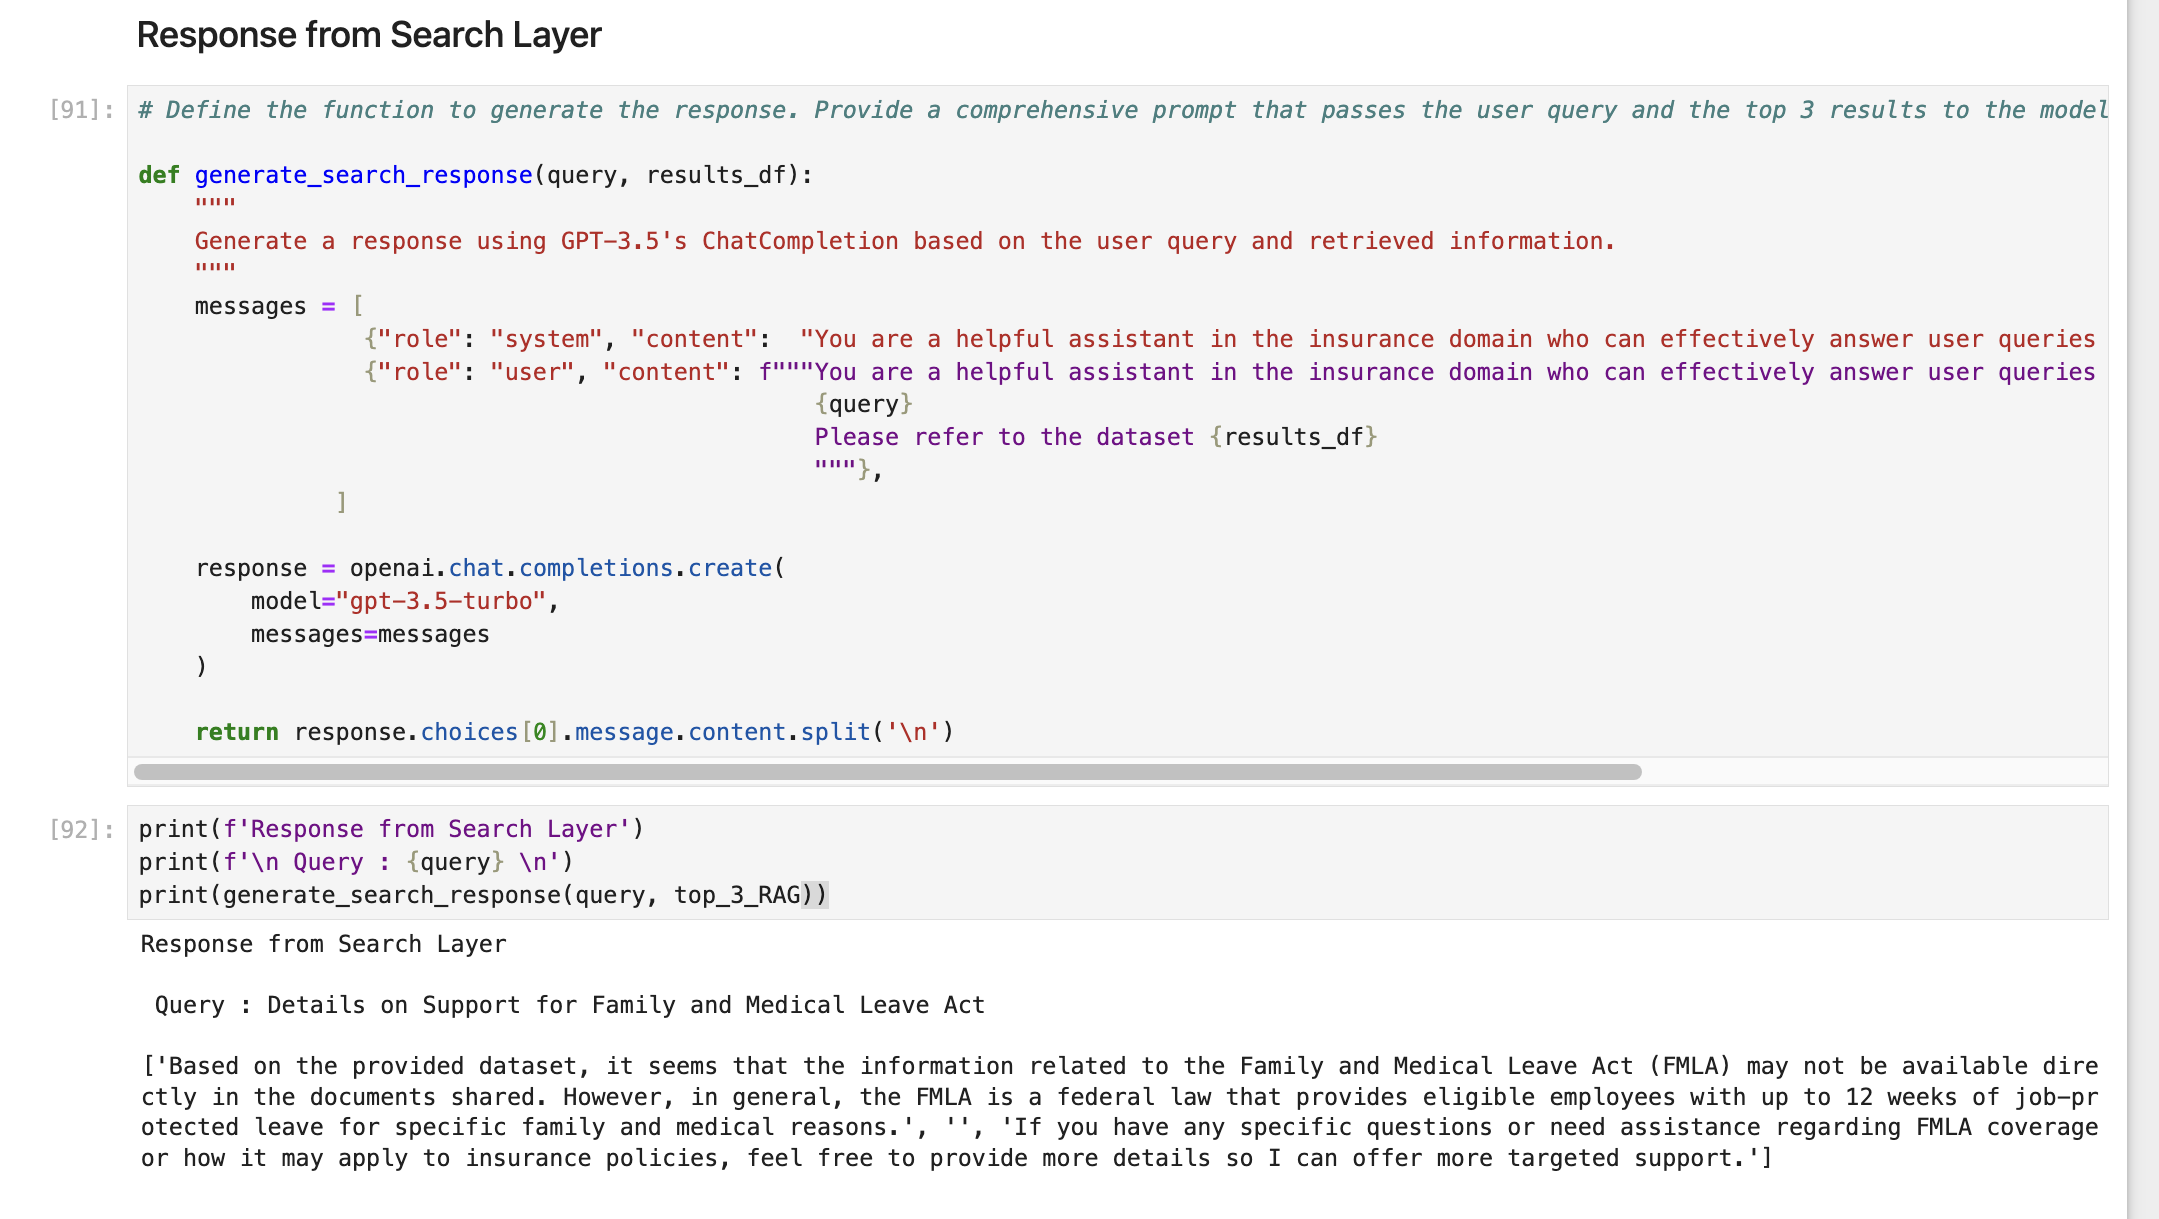 Response from Search Layer
[91]: # Define the function to generate the response. Provide a comprehensive prompt that passes the user query and the top 3 results to the model
def generate_search_response(query, results_df):
    """
    Generate a response using GPT-3.5's ChatCompletion based on the user query and retrieved information.
    """
    messages = [
                {"role": "system", "content":  "You are a helpful assistant in the insurance domain who can effectively answer user queries
                {"role": "user", "content": f"""You are a helpful assistant in the insurance domain who can effectively answer user queries
                                                {query}
                                                Please refer to the dataset {results_df}
                                                """},
              ]
    response = openai.chat.completions.create(
        model="gpt-3.5-turbo",
        messages=messages
    )
    return response.choices[0].message.content.split('\n')
[92]: print(f'Response from Search Layer')
print(f'\n Query : {query} \n')
print(generate_search_response(query, top_3_RAG))
Response from Search Layer
 Query : Details on Support for Family and Medical Leave Act
['Based on the provided dataset, it seems that the information related to the Family and Medical Leave Act (FMLA) may not be available dire
ctly in the documents shared. However, in general, the FMLA is a federal law that provides eligible employees with up to 12 weeks of job-pr
otected leave for specific family and medical reasons.', '', 'If you have any specific questions or need assistance regarding FMLA coverage
or how it may apply to insurance policies, feel free to provide more details so I can offer more targeted support.']